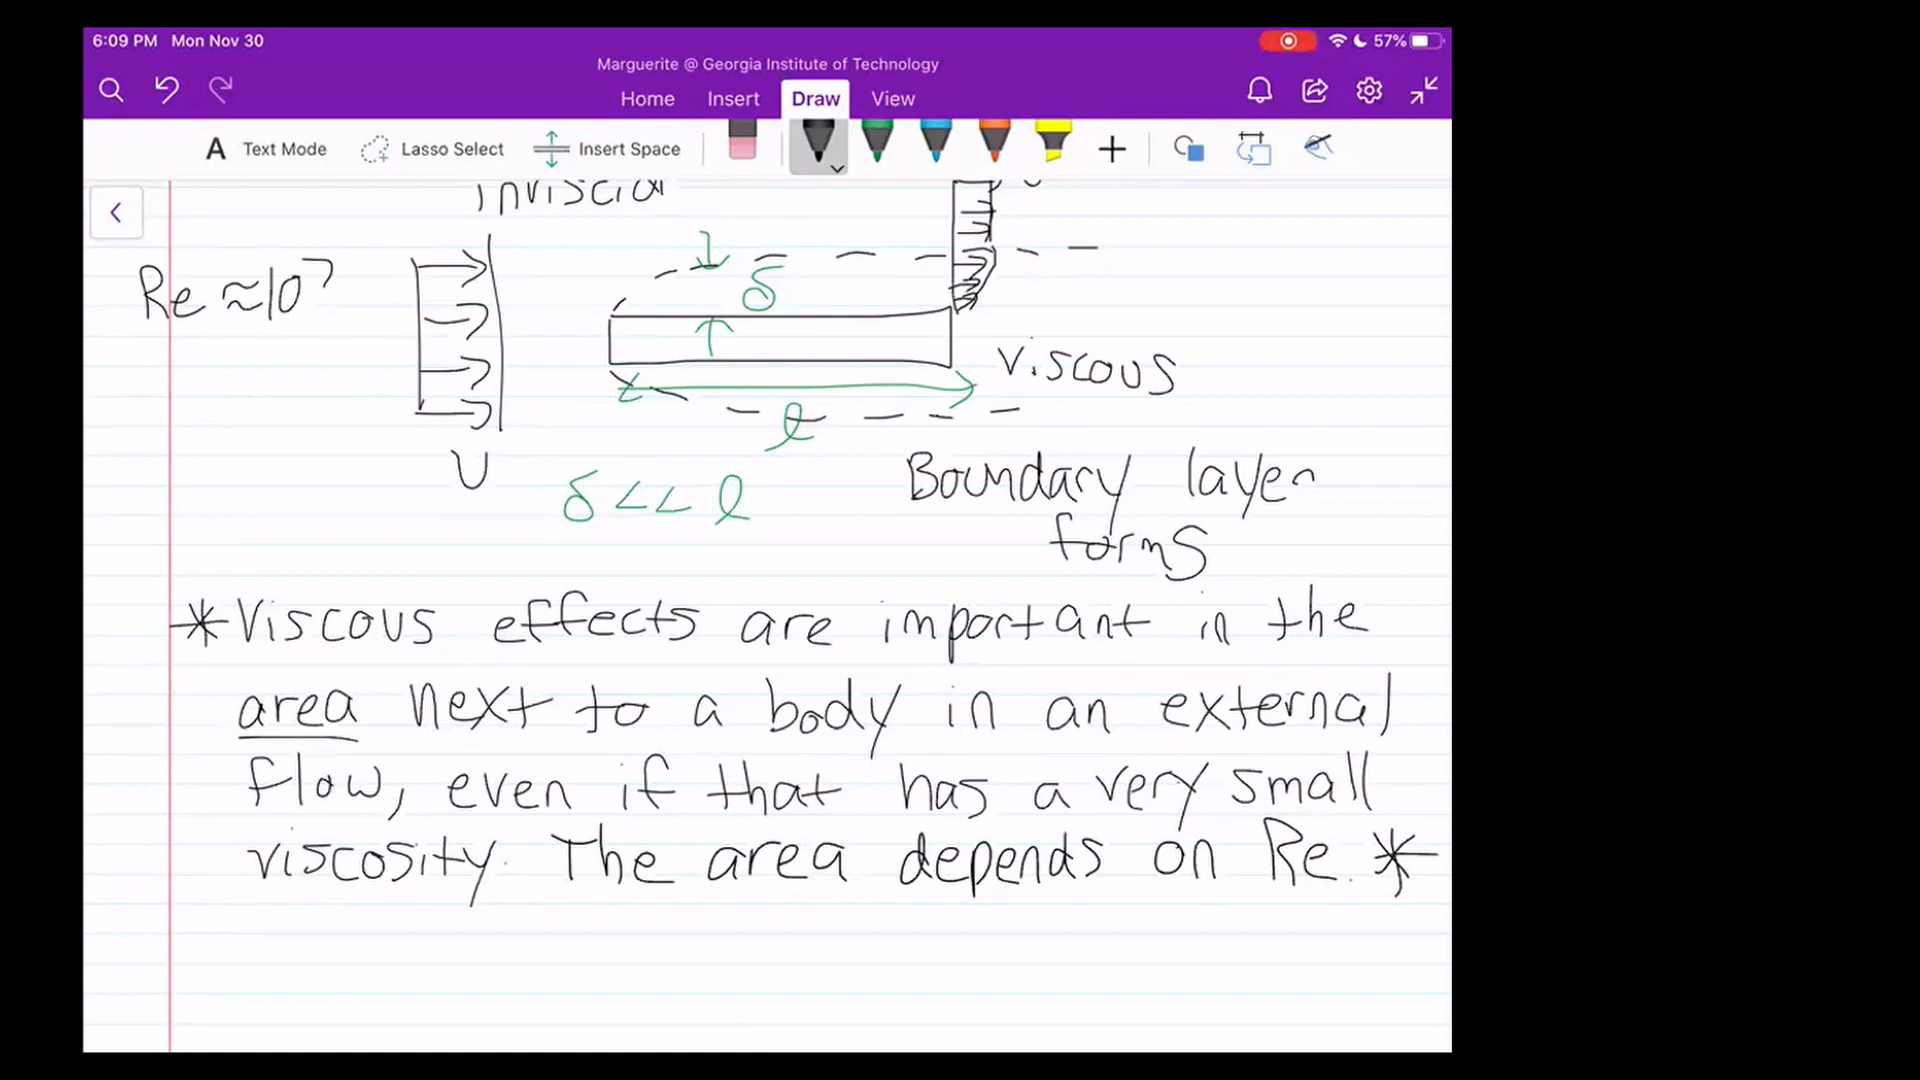 6:09 PM Mon Nov 30
57%
Marguerite @ Georgia Institute of Technology
Home Insert Draw View
A Text Mode Lasso Select Insert Space
inviscid
Re ≈10⁷
δ
viscous
l
U
δ << l
Boundary layer
forms
*Viscous effects are important in the
area next to a body in an external
flow, even if that has a very small
viscosity. The area depends on Re. *